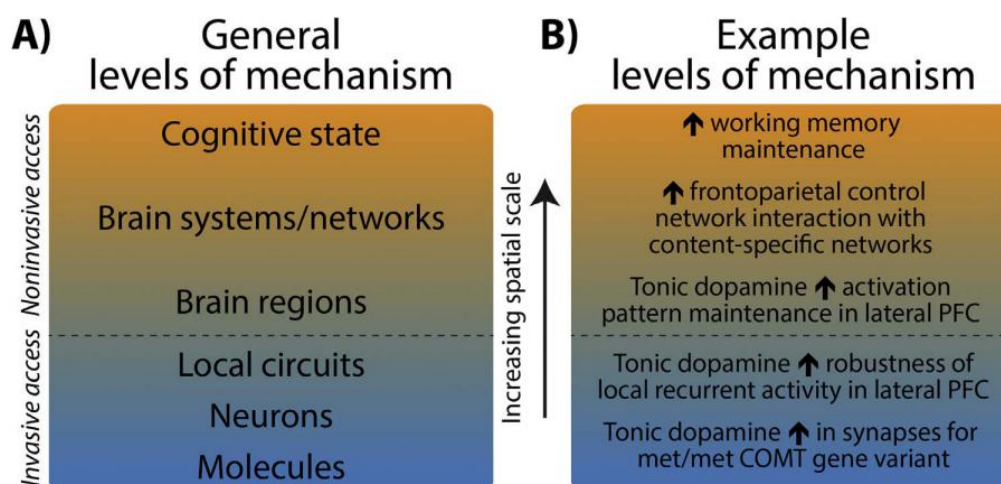 A)
General
levels of mechanism
Noninvasive access
Invasive access
Cognitive state
Brain systems/networks
Brain regions
Local circuits
Neurons
Molecules
Increasing spatial scale
B)
Example
levels of mechanism
↑ working memory
maintenance
↑ frontoparietal control
network interaction with
content-specific networks
Tonic dopamine ↑ activation
pattern maintenance in lateral PFC
Tonic dopamine ↑ robustness of
local recurrent activity in lateral PFC
Tonic dopamine ↑ in synapses for
met/met COMT gene variant